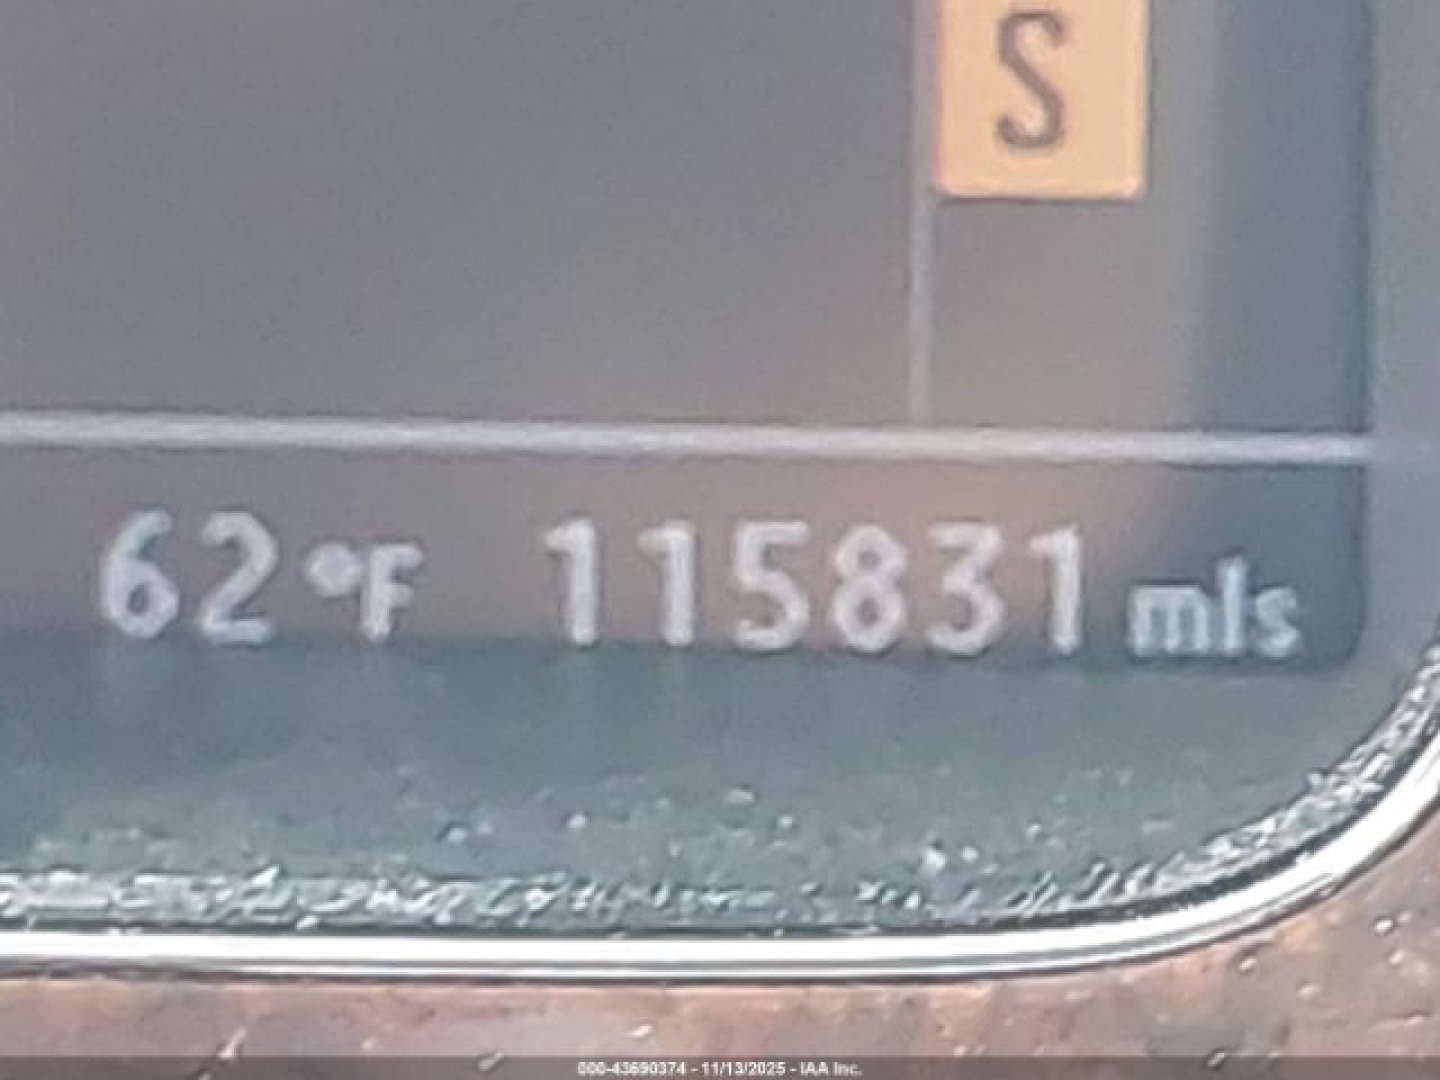 S
62°F 115831 mls
000-43690374 - 11/13/2025 - IAA Inc.